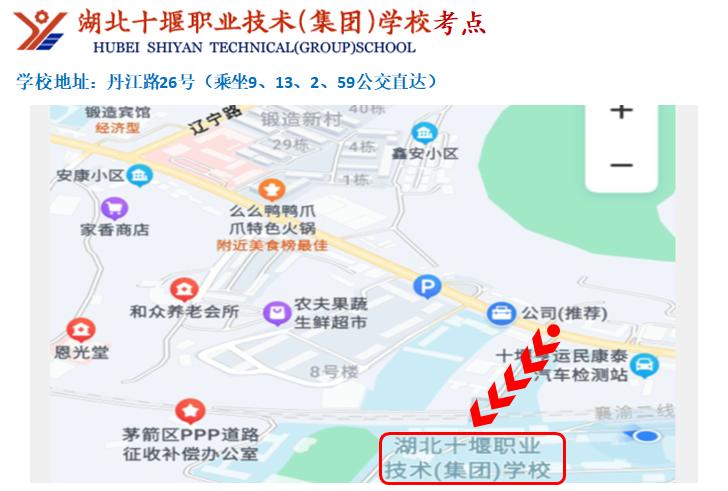 湖北十堰职业技术(集团)学校考点
HUBEI SHIYAN TECHNICAL(GROUP)SCHOOL
学校地址：丹江路26号（乘坐9、13、2、59公交直达）
锻造宾馆
经济型
辽宁路
锻造新村
40栋
29栋
4栋
1栋
鑫安小区
+
−
安康小区
家香商店
么么鸭鸭爪
爪特色火锅
附近美食榜最佳
P
和众养老会所
农夫果蔬
生鲜超市
公司(推荐)
恩光堂
8号楼
十堰亨运民康泰
汽车检测站
襄渝二线
茅箭区PPP道路
征收补偿办公室
湖北十堰职业
技术(集团)学校